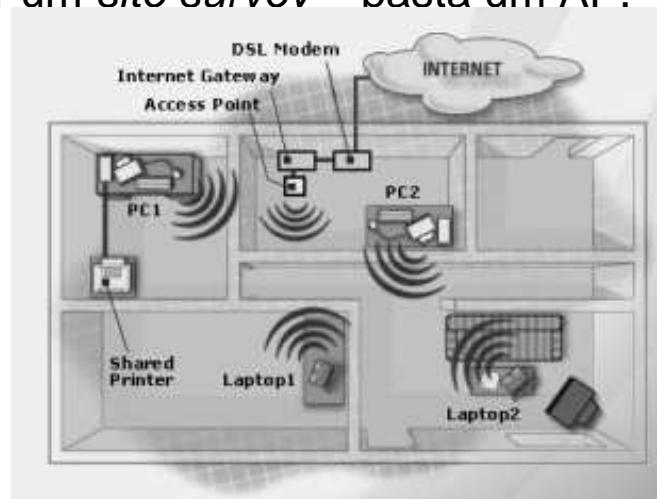 um site survey – basta um AP.
DSL Modem
INTERNET
Internet Gateway
Access Point
PC1
PC2
Shared
Printer
Laptop1
Laptop2